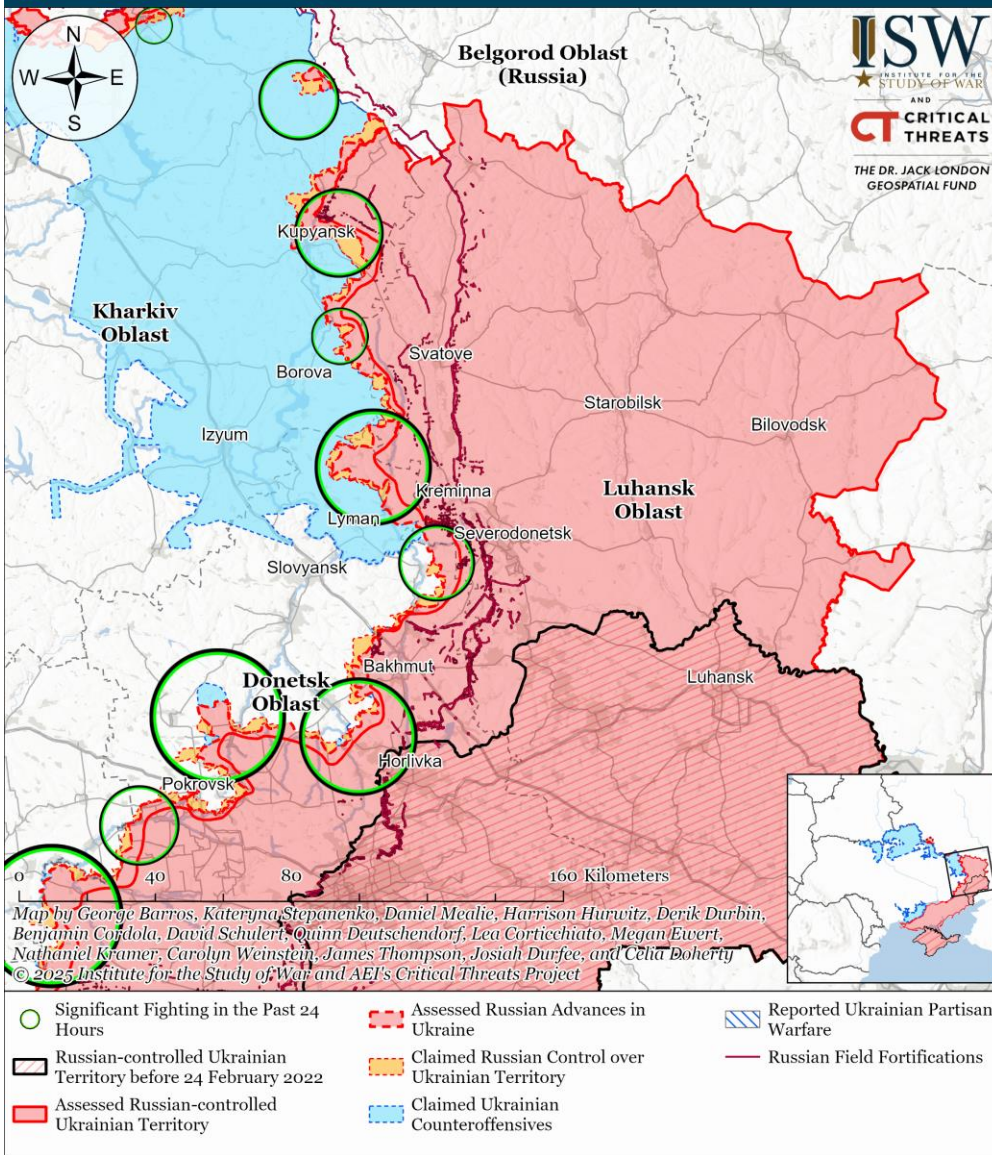 N
W E
S
Belgorod Oblast
(Russia)
ISW
INSTITUTE FOR THE
STUDY OF WAR
AND
CT CRITICAL
THREATS
THE DR. JACK LONDON
GEOSPATIAL FUND
Kupyansk
Kharkiv
Oblast
Svatove
Borova
Starobilsk
Bilovodsk
Izyum
Kreminna
Luhansk
Oblast
Lyman
Severodonetsk
Slovyansk
Bakhmut
Donetsk
Oblast
Luhansk
Horlivka
Pokrovsk
0 40 80 160 Kilometers
Map by George Barros, Kateryna Stepanenko, Daniel Mealie, Harrison Hurwitz, Derik Durbin,
Benjamin Cordola, David Schulert, Quinn Deutschendorf, Lea Corticchiato, Megan Ewert,
Nathaniel Kramer, Carolyn Weinstein, James Thompson, Josiah Durfee, and Celia Doherty
© 2025 Institute for the Study of War and AEI's Critical Threats Project
Significant Fighting in the Past 24
Hours
Russian-controlled Ukrainian
Territory before 24 February 2022
Assessed Russian-controlled
Ukrainian Territory
Assessed Russian Advances in
Ukraine
Claimed Russian Control over
Ukrainian Territory
Claimed Ukrainian
Counteroffensives
Reported Ukrainian Partisan
Warfare
Russian Field Fortifications